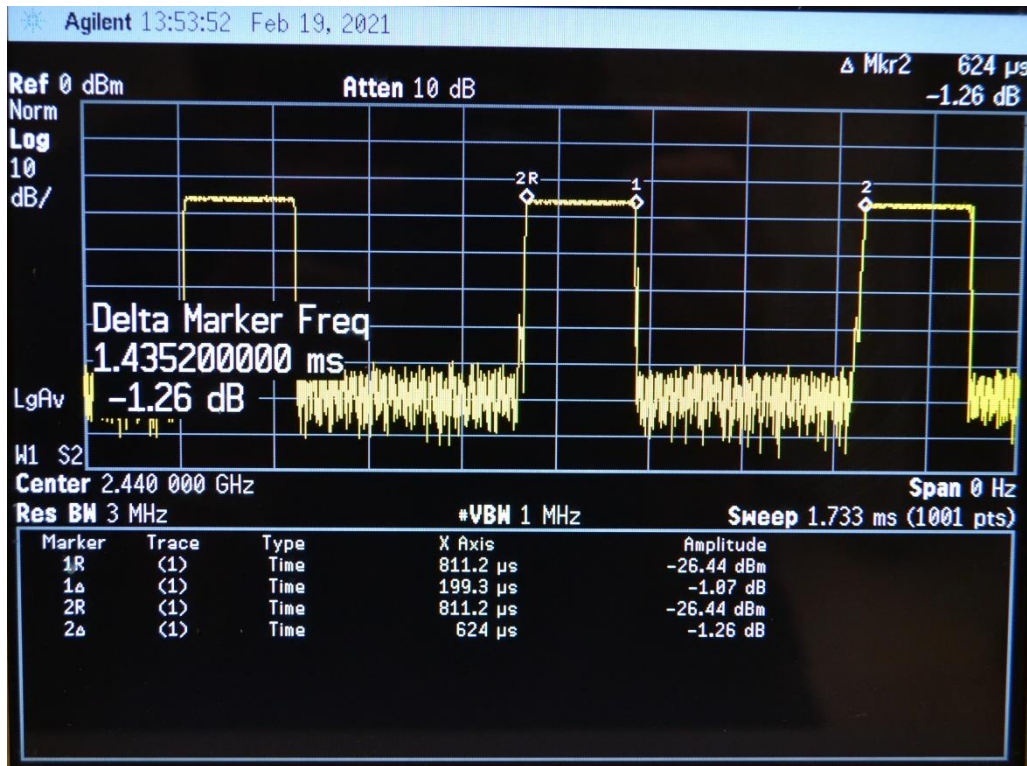 Agilent 13:53:52 Feb 19, 2021
Δ Mkr2 624 µs
Ref 0 dBm Atten 10 dB -1.26 dB
Norm
Log
10
dB/
2R
1
2
Delta Marker Freq
1.435200000 ms
-1.26 dB
LgAv
W1 S2
Center 2.440 000 GHz Span 0 Hz
Res BW 3 MHz #VBW 1 MHz Sweep 1.733 ms (1001 pts)
Marker Trace Type X Axis Amplitude
1R (1) Time 811.2 µs -26.44 dBm
1Δ (1) Time 199.3 µs -1.07 dB
2R (1) Time 811.2 µs -26.44 dBm
2Δ (1) Time 624 µs -1.26 dB